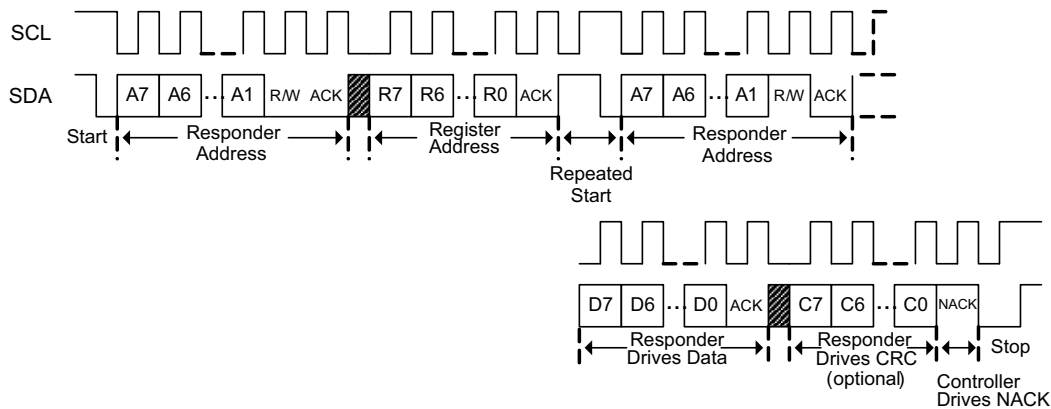 SCL
SDA
A7 A6 ... A1 R/W ACK R7 R6 ... R0 ACK A7 A6 ... A1 R/W ACK
Start
Responder
Address
Register
Address
Repeated
Start
Responder
Address
D7 D6 ... D0 ACK C7 C6 ... C0 NACK
Responder
Drives Data
Responder
Drives CRC
(optional)
Stop
Controller
Drives NACK